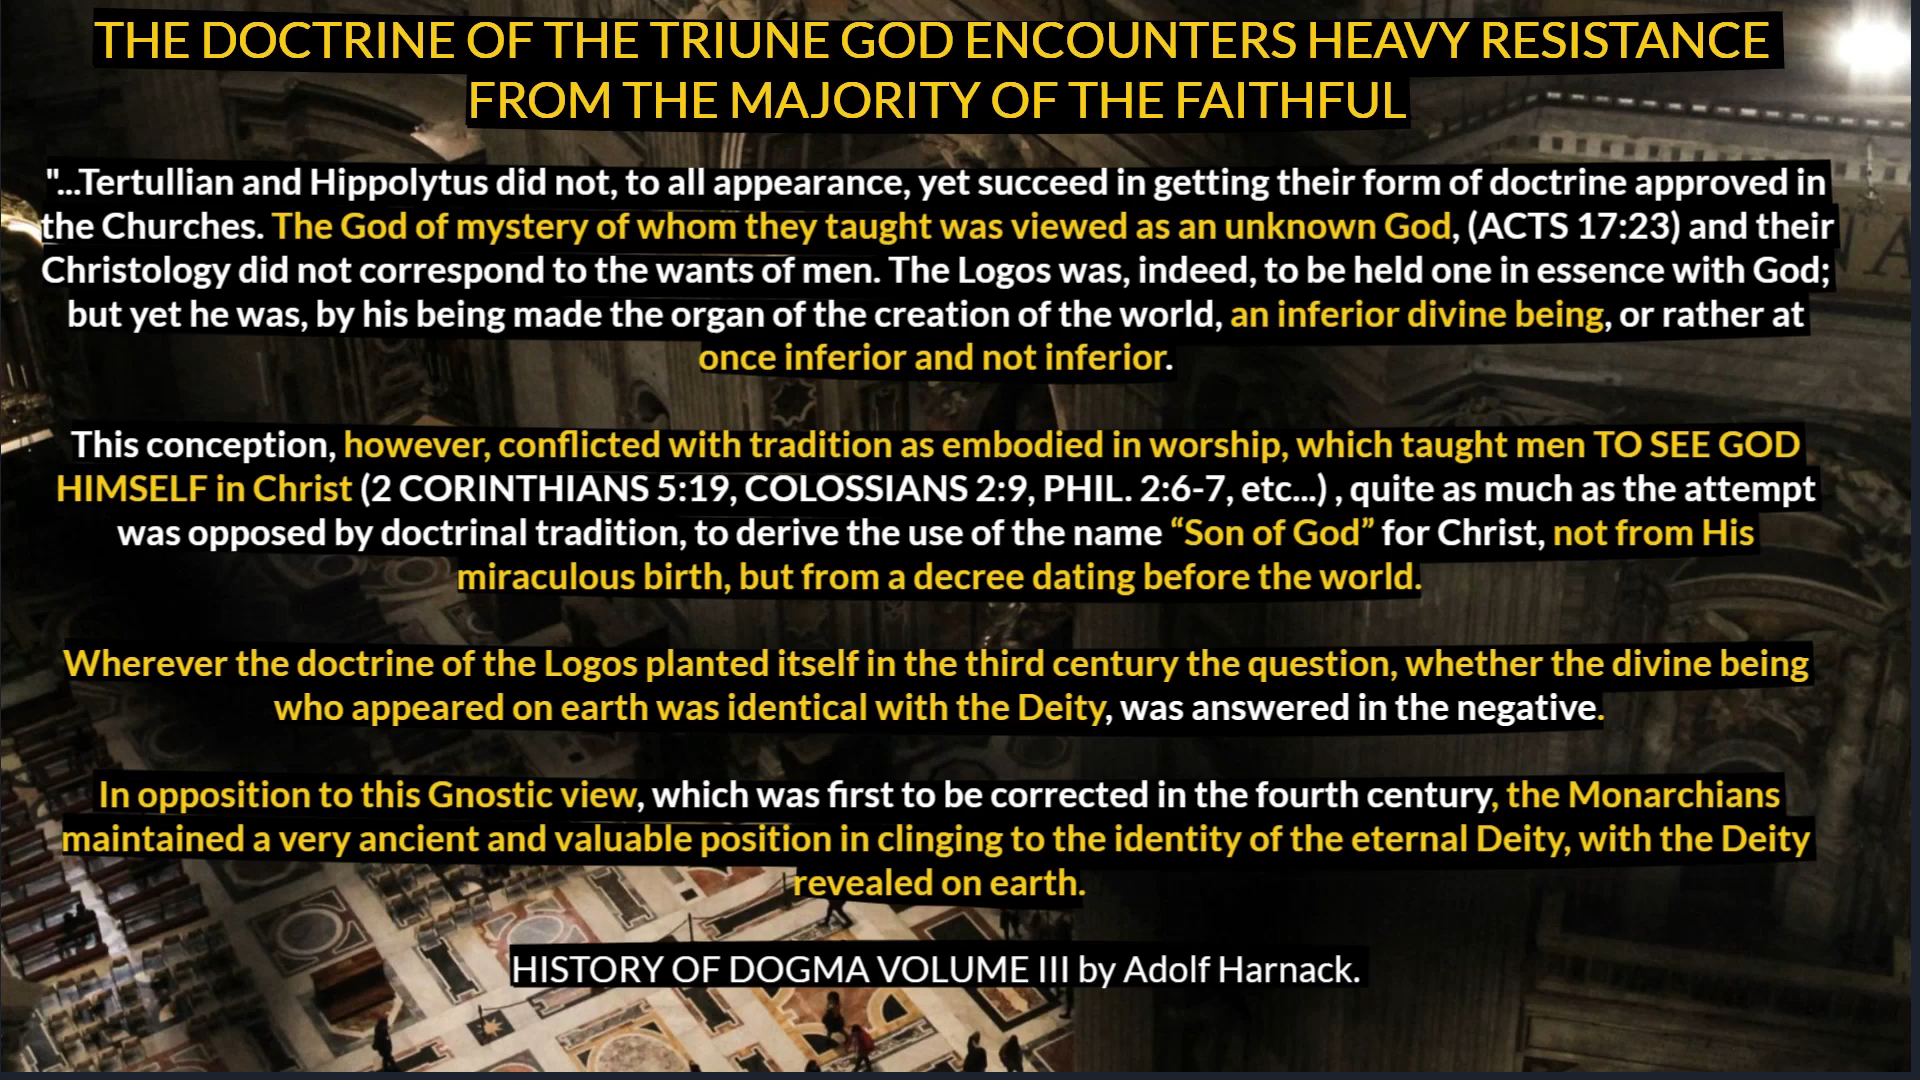 THE DOCTRINE OF THE TRIUNE GOD ENCOUNTERS HEAVY RESISTANCE
FROM THE MAJORITY OF THE FAITHFUL
"...Tertullian and Hippolytus did not, to all appearance, yet succeed in getting their form of doctrine approved in
the Churches. The God of mystery of whom they taught was viewed as an unknown God, (ACTS 17:23) and their
Christology did not correspond to the wants of men. The Logos was, indeed, to be held one in essence with God;
but yet he was, by his being made the organ of the creation of the world, an inferior divine being, or rather at
once inferior and not inferior.
This conception, however, conflicted with tradition as embodied in worship, which taught men TO SEE GOD
HIMSELF in Christ (2 CORINTHIANS 5:19, COLOSSIANS 2:9, PHIL. 2:6-7, etc...) , quite as much as the attempt
was opposed by doctrinal tradition, to derive the use of the name “Son of God” for Christ, not from His
miraculous birth, but from a decree dating before the world.
Wherever the doctrine of the Logos planted itself in the third century the question, whether the divine being
who appeared on earth was identical with the Deity, was answered in the negative.
In opposition to this Gnostic view, which was first to be corrected in the fourth century, the Monarchians
maintained a very ancient and valuable position in clinging to the identity of the eternal Deity, with the Deity
revealed on earth.
HISTORY OF DOGMA VOLUME III by Adolf Harnack.